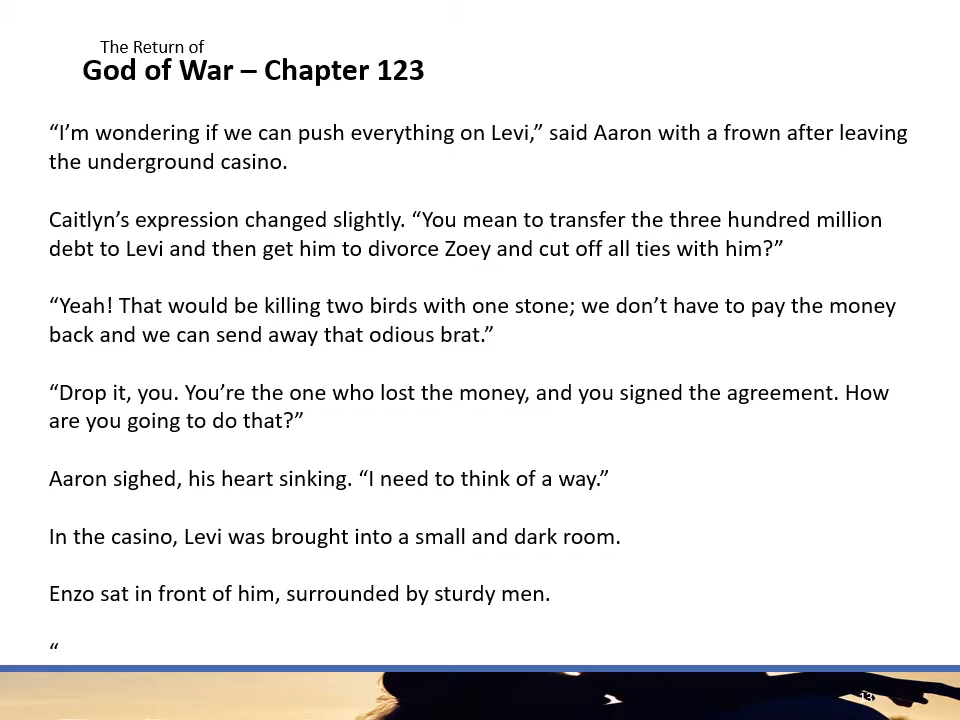 The Return of
God of War – Chapter 123
“I’m wondering if we can push everything on Levi,” said Aaron with a frown after leaving
the underground casino.
Caitlyn’s expression changed slightly. “You mean to transfer the three hundred million
debt to Levi and then get him to divorce Zoey and cut off all ties with him?”
“Yeah! That would be killing two birds with one stone; we don’t have to pay the money
back and we can send away that odious brat.”
“Drop it, you. You’re the one who lost the money, and you signed the agreement. How
are you going to do that?”
Aaron sighed, his heart sinking. “I need to think of a way.”
In the casino, Levi was brought into a small and dark room.
Enzo sat in front of him, surrounded by sturdy men.
“
13